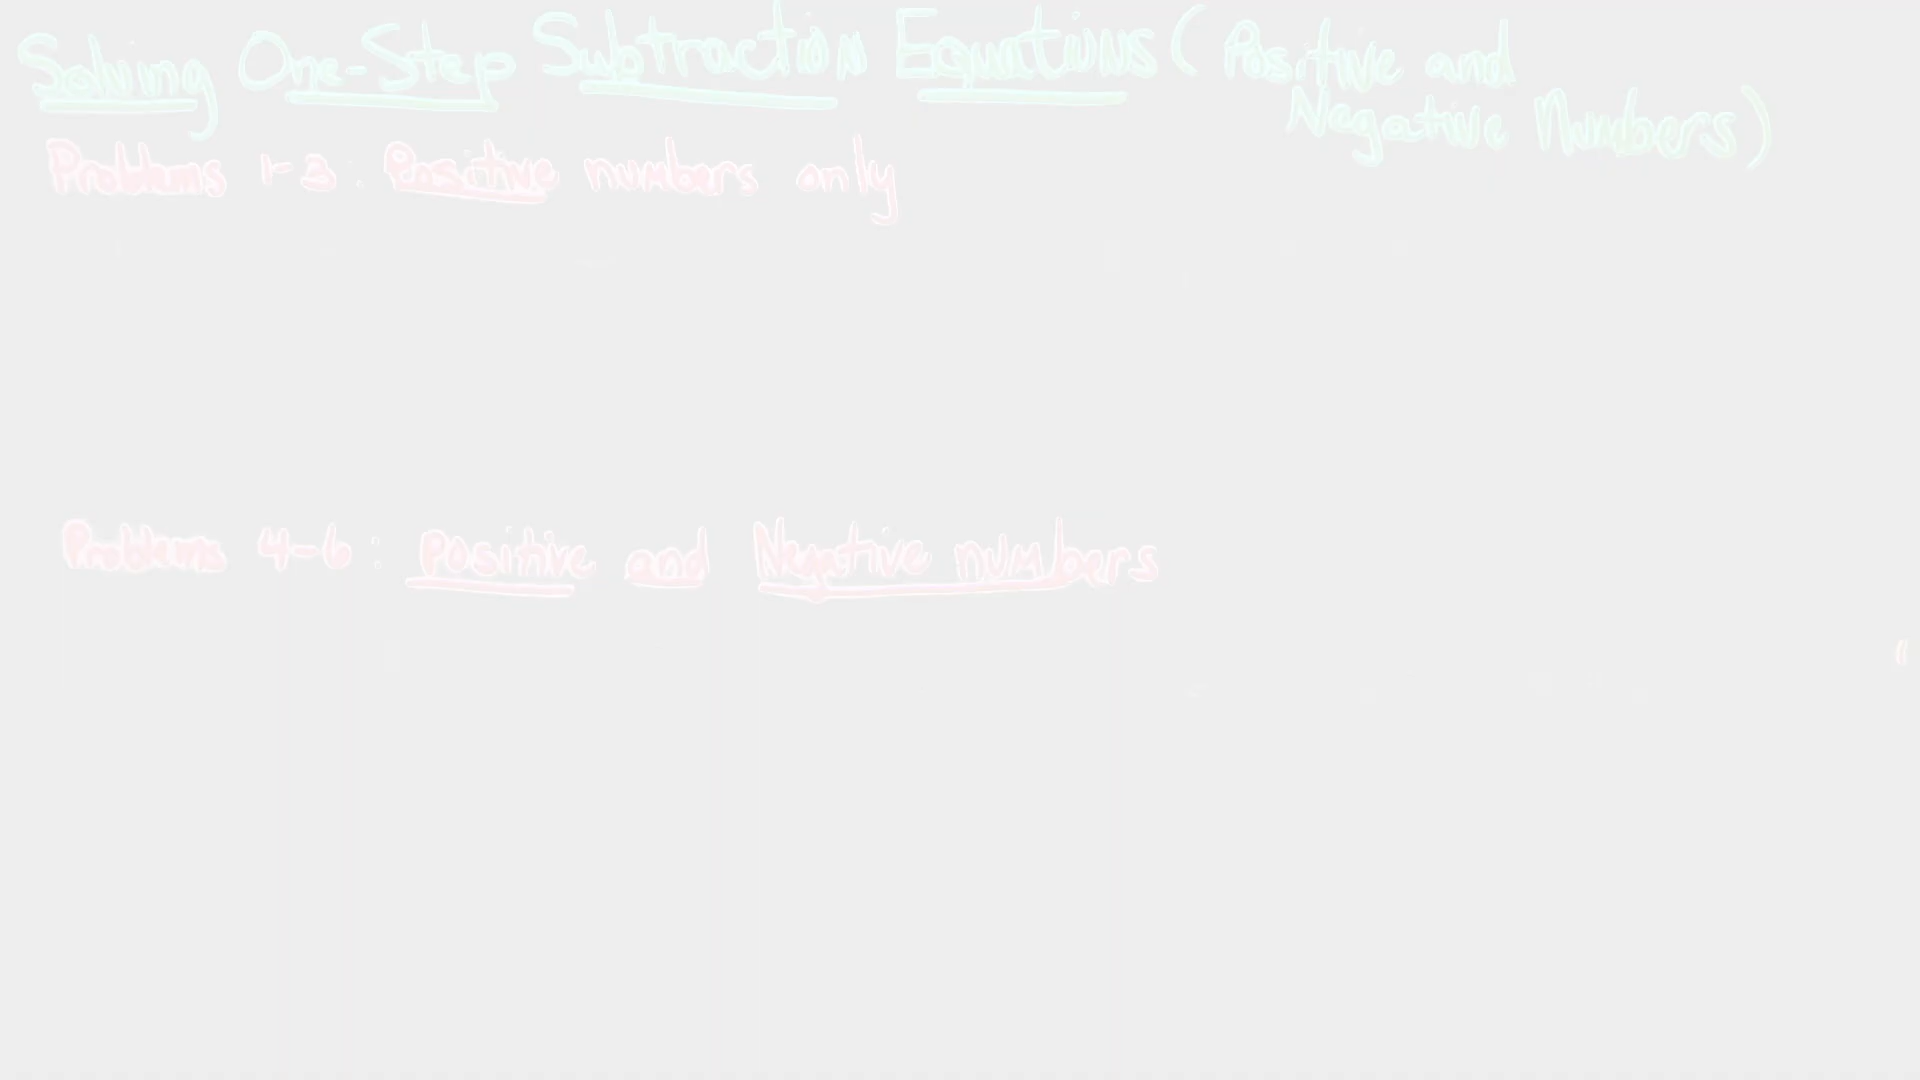 Solving One-Step Subtraction Equations (Positive and
Negative Numbers)
Problems 1-3: Positive numbers only
Problems 4-6: Positive and Negative numbers